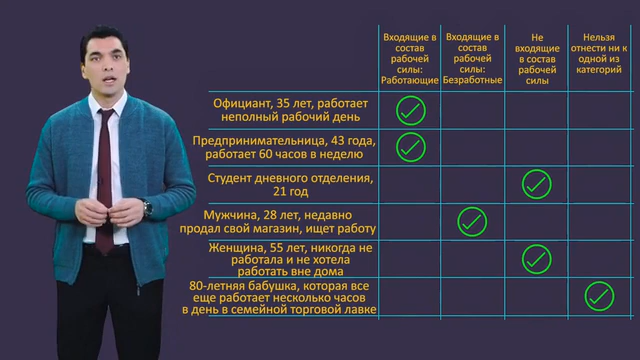 Входящие в
состав
рабочей
силы:
Работающие
Входящие в
состав
рабочей
силы:
Безработные
Не
входящие
в состав
рабочей
силы
Нельзя
отнести ни к
одной из
категорий
Официант, 35 лет, работает
неполный рабочий день
Предпринимательница, 43 года,
работает 60 часов в неделю
Студент дневного отделения,
21 год
Мужчина, 28 лет, недавно
продал свой магазин, ищет работу
Женщина, 55 лет, никогда не
работала и не хотела
работать вне дома
80-летняя бабушка, которая все
еще работает несколько часов
в день в семейной торговой лавке